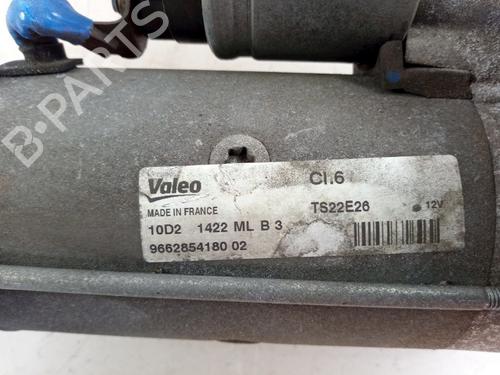 B-PARTS
Valeo Cl.6
MADE IN FRANCE TS22E26 12V
10D2 1422 ML B 3
9662854180 02